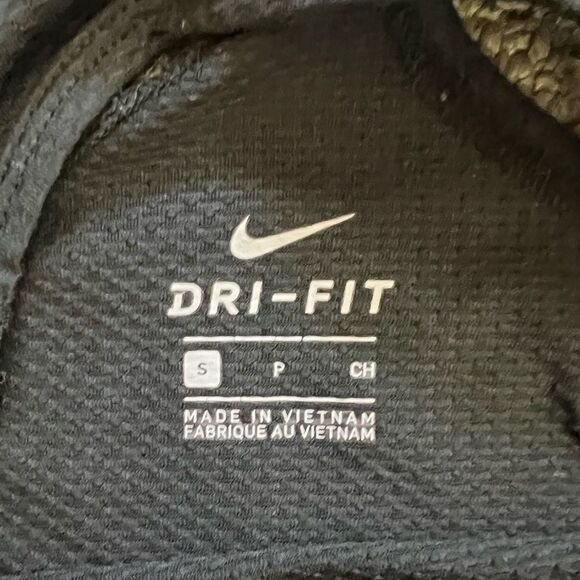 DRI-FIT
S P CH
MADE IN VIETNAM
FABRIQUE AU VIETNAM